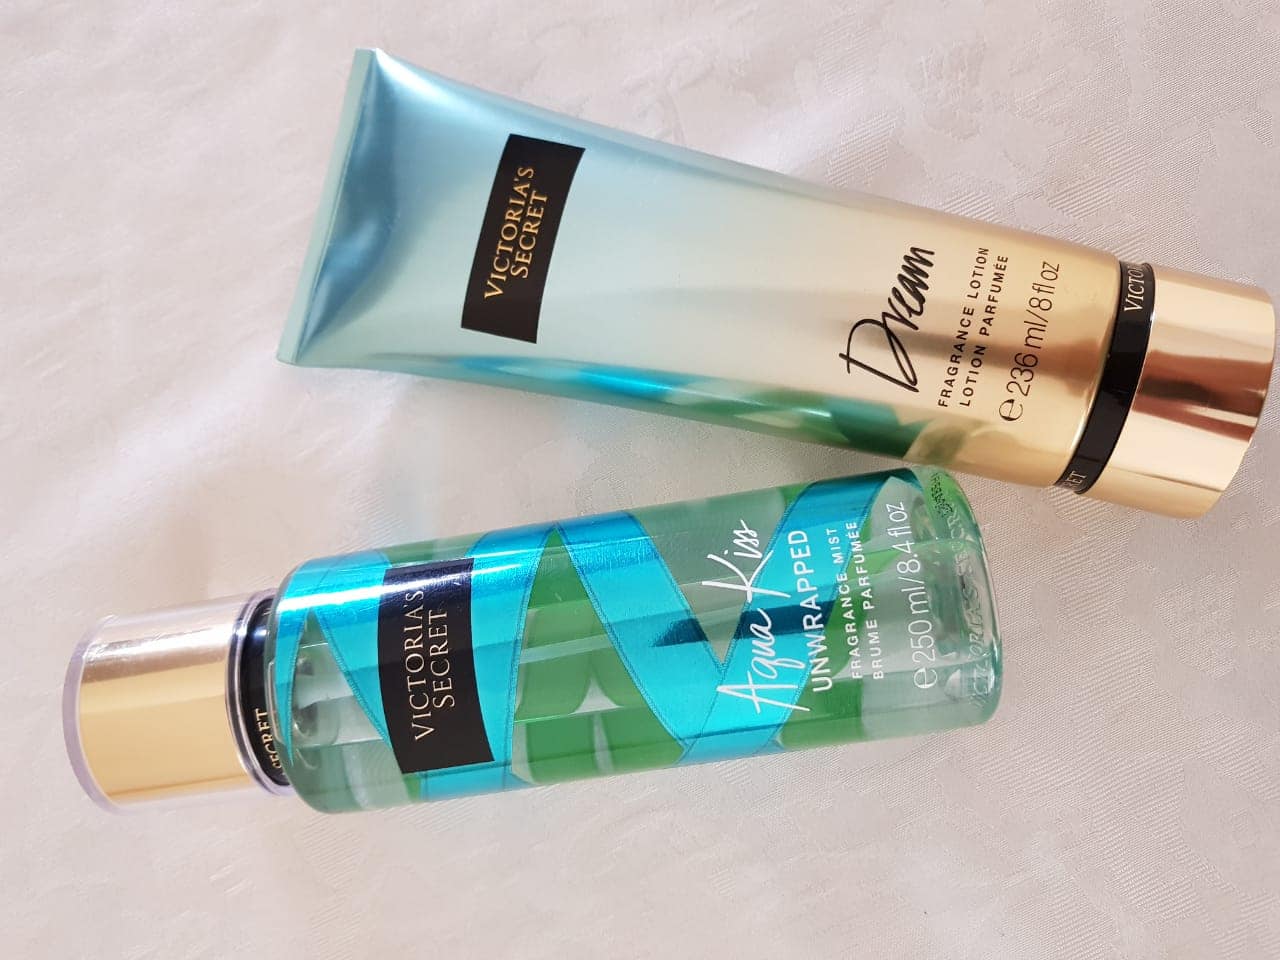 VICTORIA'S
SECRET
Dream
FRAGRANCE LOTION
LOTION PARFUMÉE
e 236 ml/8 fl oz
VICTORIA'S
SECRET
Aqua Kiss
UNWRAPPED
FRAGRANCE MIST
BRUME PARFUMÉE
e 250 ml/8.4 fl oz
SECRET